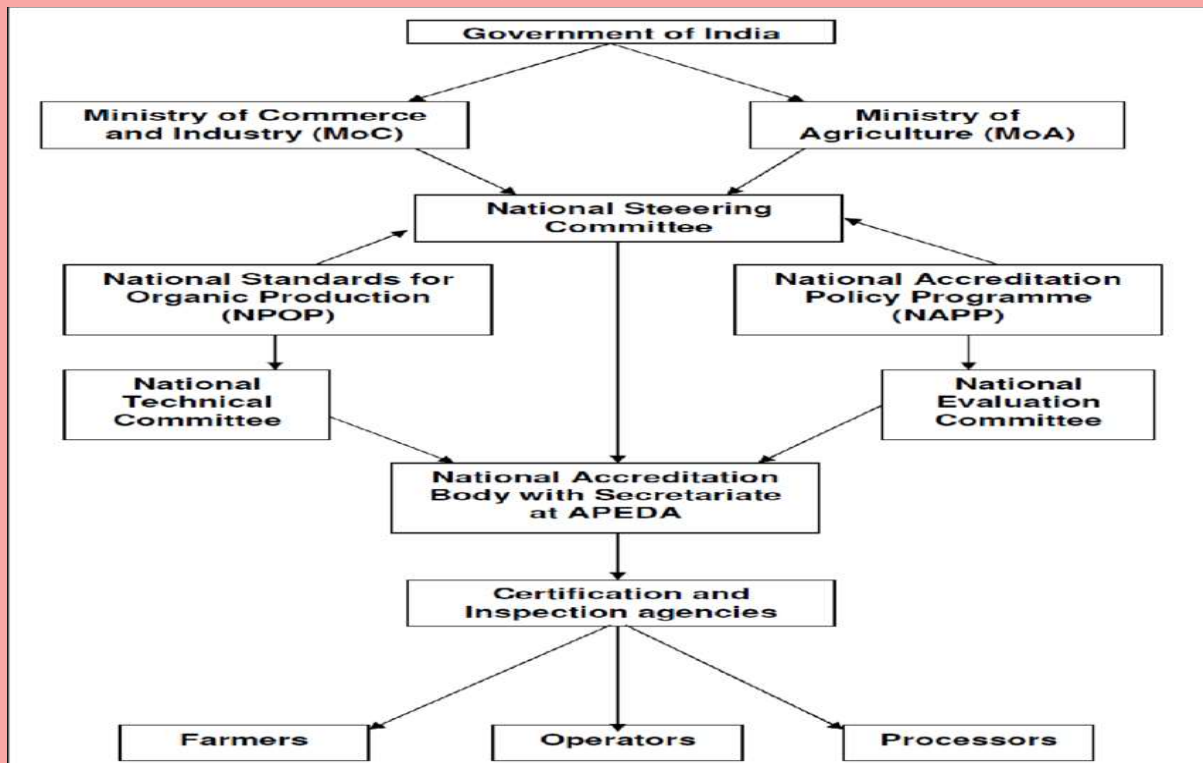 Government of India
Ministry of Commerce
and Industry (MoC)
Ministry of
Agriculture (MoA)
National Steeering
Committee
National Standards for
Organic Production
(NPOP)
National Accreditation
Policy Programme
(NAPP)
National
Technical
Committee
National
Evaluation
Committee
National Accreditation
Body with Secretariate
at APEDA
Certification and
Inspection agencies
Farmers
Operators
Processors